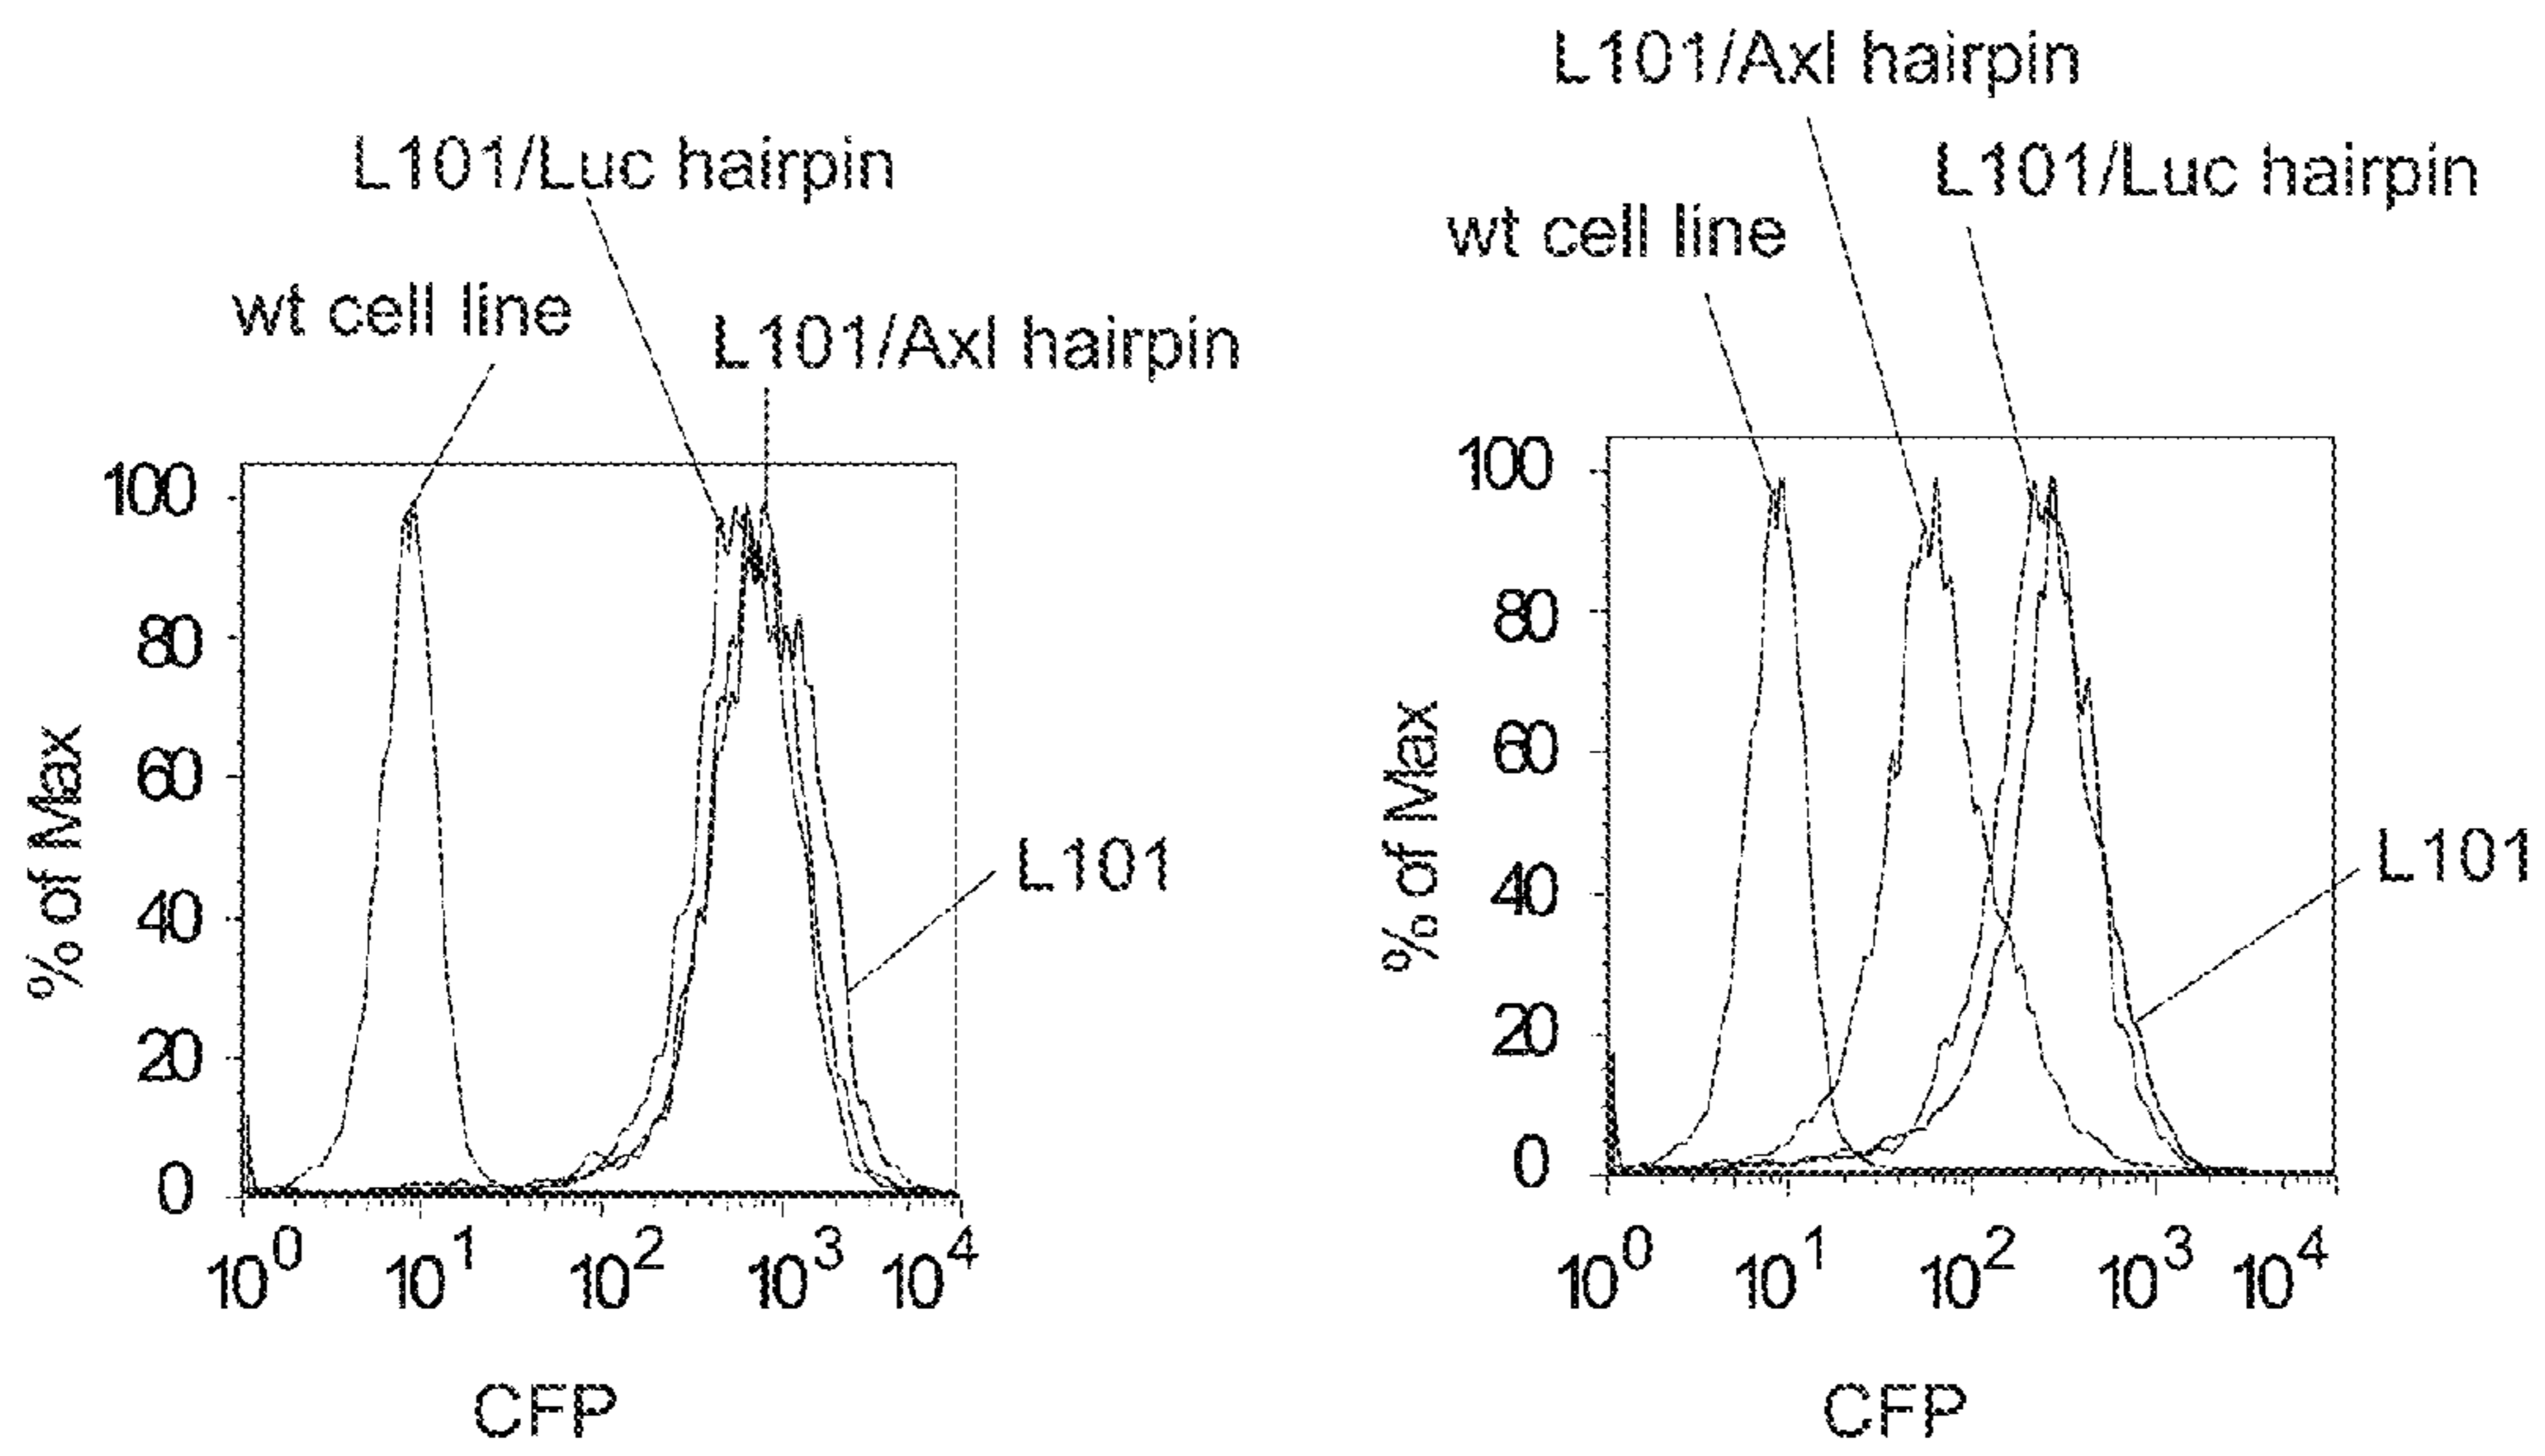 L101/Luc hairpin
wt cell line
L101/Axl hairpin
100
80
60
40
20
0
% of Max
L101
10^0 10^1 10^2 10^3 10^4
CFP
L101/Axl hairpin
L101/Luc hairpin
wt cell line
100
80
60
40
20
0
% of Max
L101
10^0 10^1 10^2 10^3 10^4
CFP